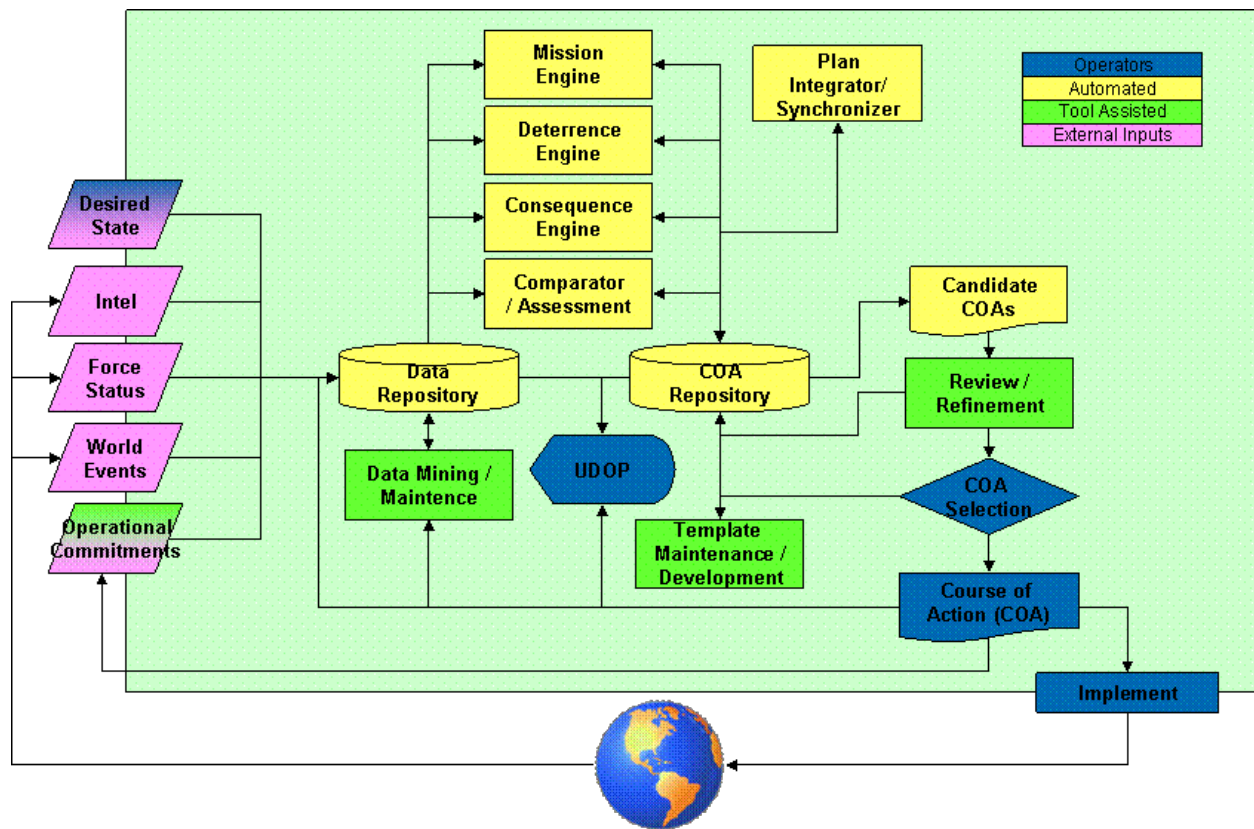 Mission
Engine
Plan
Integrator/
Synchronizer
Operators
Automated
Tool Assisted
External Inputs
Deterrence
Engine
Desired
State
Consequence
Engine
Intel
Comparator
/ Assessment
Candidate
COAs
Force
Status
Data
Repository
COA
Repository
Review /
Refinement
World
Events
Data Mining /
Maintence
UDOP
COA
Selection
Operational
Commitments
Template
Maintenance /
Development
Course of
Action (COA)
Implement